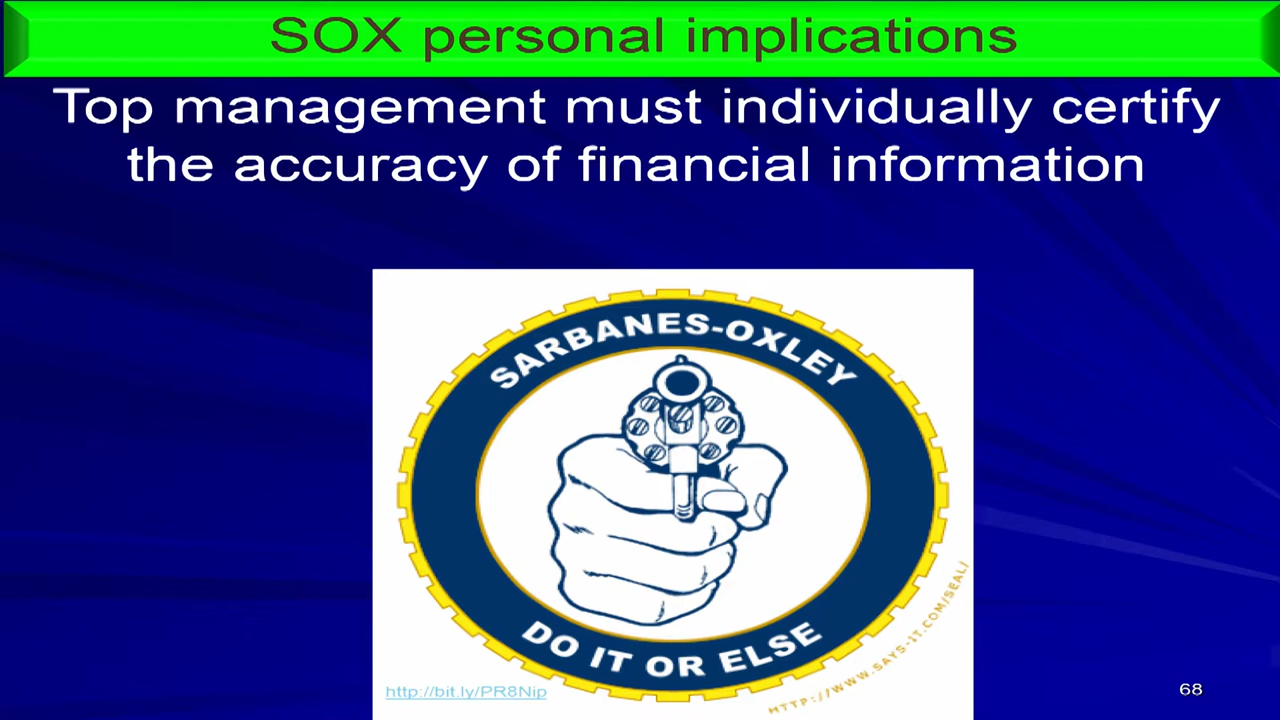 SOX personal implications
Top management must individually certify
the accuracy of financial information
SARBANES-OXLEY
DO IT OR ELSE
HTTP://WWW.SAYS-IT.COM/SEAL/
http://bit.ly/PR8Nip
68